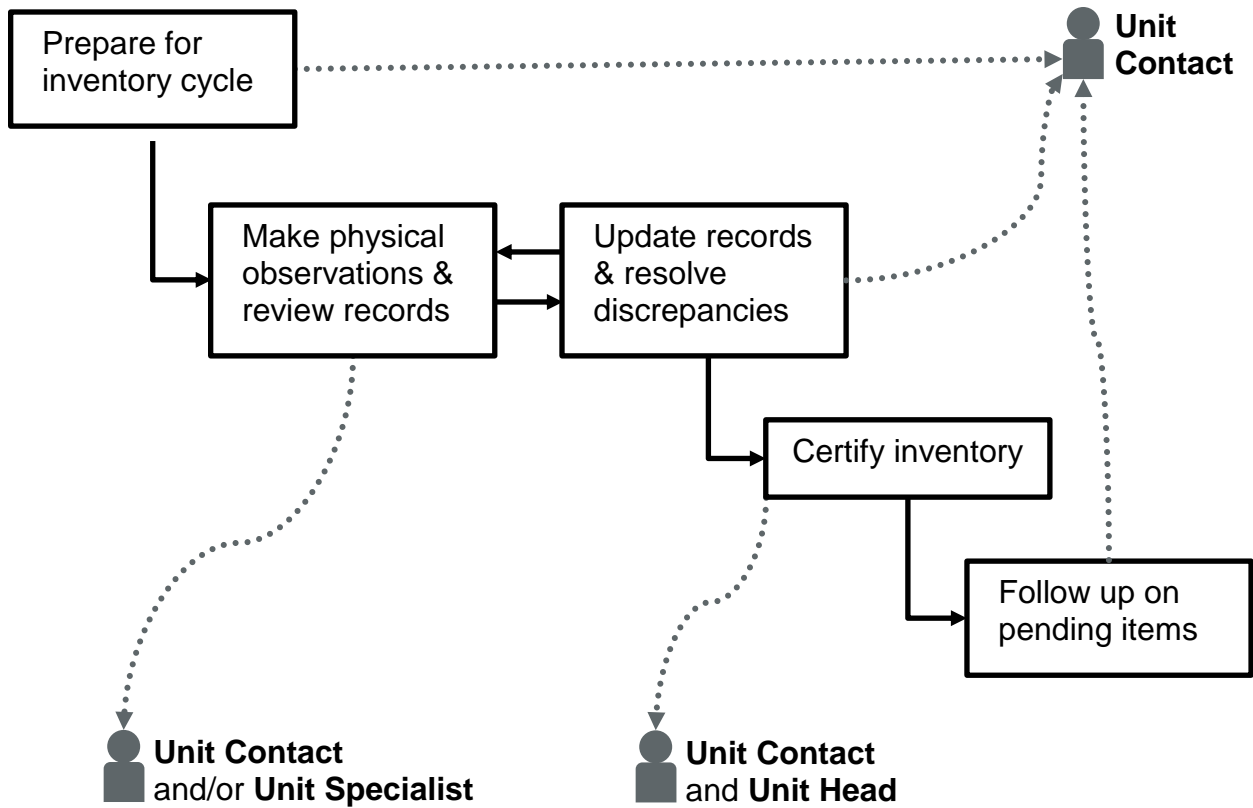 Prepare for
inventory cycle
Unit
Contact
Make physical
observations &
review records
Update records
& resolve
discrepancies
Certify inventory
Follow up on
pending items
Unit Contact
and/or Unit Specialist
Unit Contact
and Unit Head